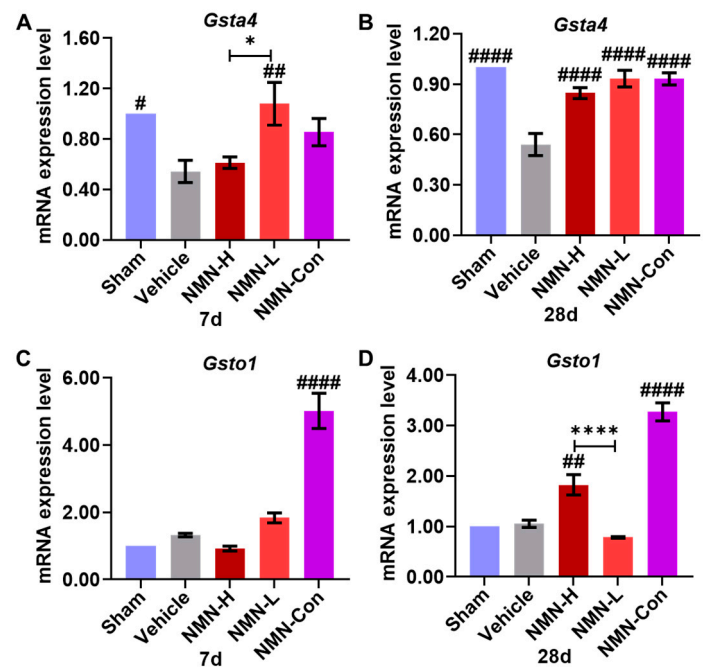 A
Gsta4
mRNA expression level
1.60
1.20
0.80
0.40
0.00
#
*
##
Sham
Vehicle
NMN-H
NMN-L
NMN-Con
7d
B
Gsta4
mRNA expression level
1.20
0.90
0.60
0.30
0.00
####
####
####
####
Sham
Vehicle
NMN-H
NMN-L
NMN-Con
28d
C
Gsto1
mRNA expression level
6.00
4.00
2.00
0.00
####
Sham
Vehicle
NMN-H
NMN-L
NMN-Con
7d
D
Gsto1
mRNA expression level
4.00
3.00
2.00
1.00
0.00
##
****
####
Sham
Vehicle
NMN-H
NMN-L
NMN-Con
28d